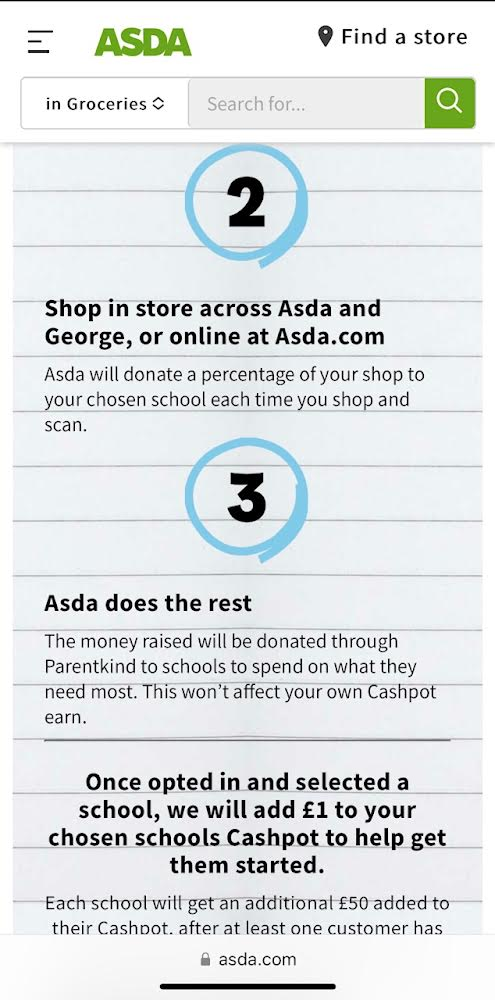 ASDA
Find a store
in Groceries
Search for...
2
Shop in store across Asda and
George, or online at Asda.com
Asda will donate a percentage of your shop to
your chosen school each time you shop and
scan.
3
Asda does the rest
The money raised will be donated through
Parentkind to schools to spend on what they
need most. This won’t affect your own Cashpot
earn.
Once opted in and selected a
school, we will add £1 to your
chosen schools Cashpot to help get
them started.
Each school will get an additional £50 added to
their Cashpot, after at least one customer has
asda.com